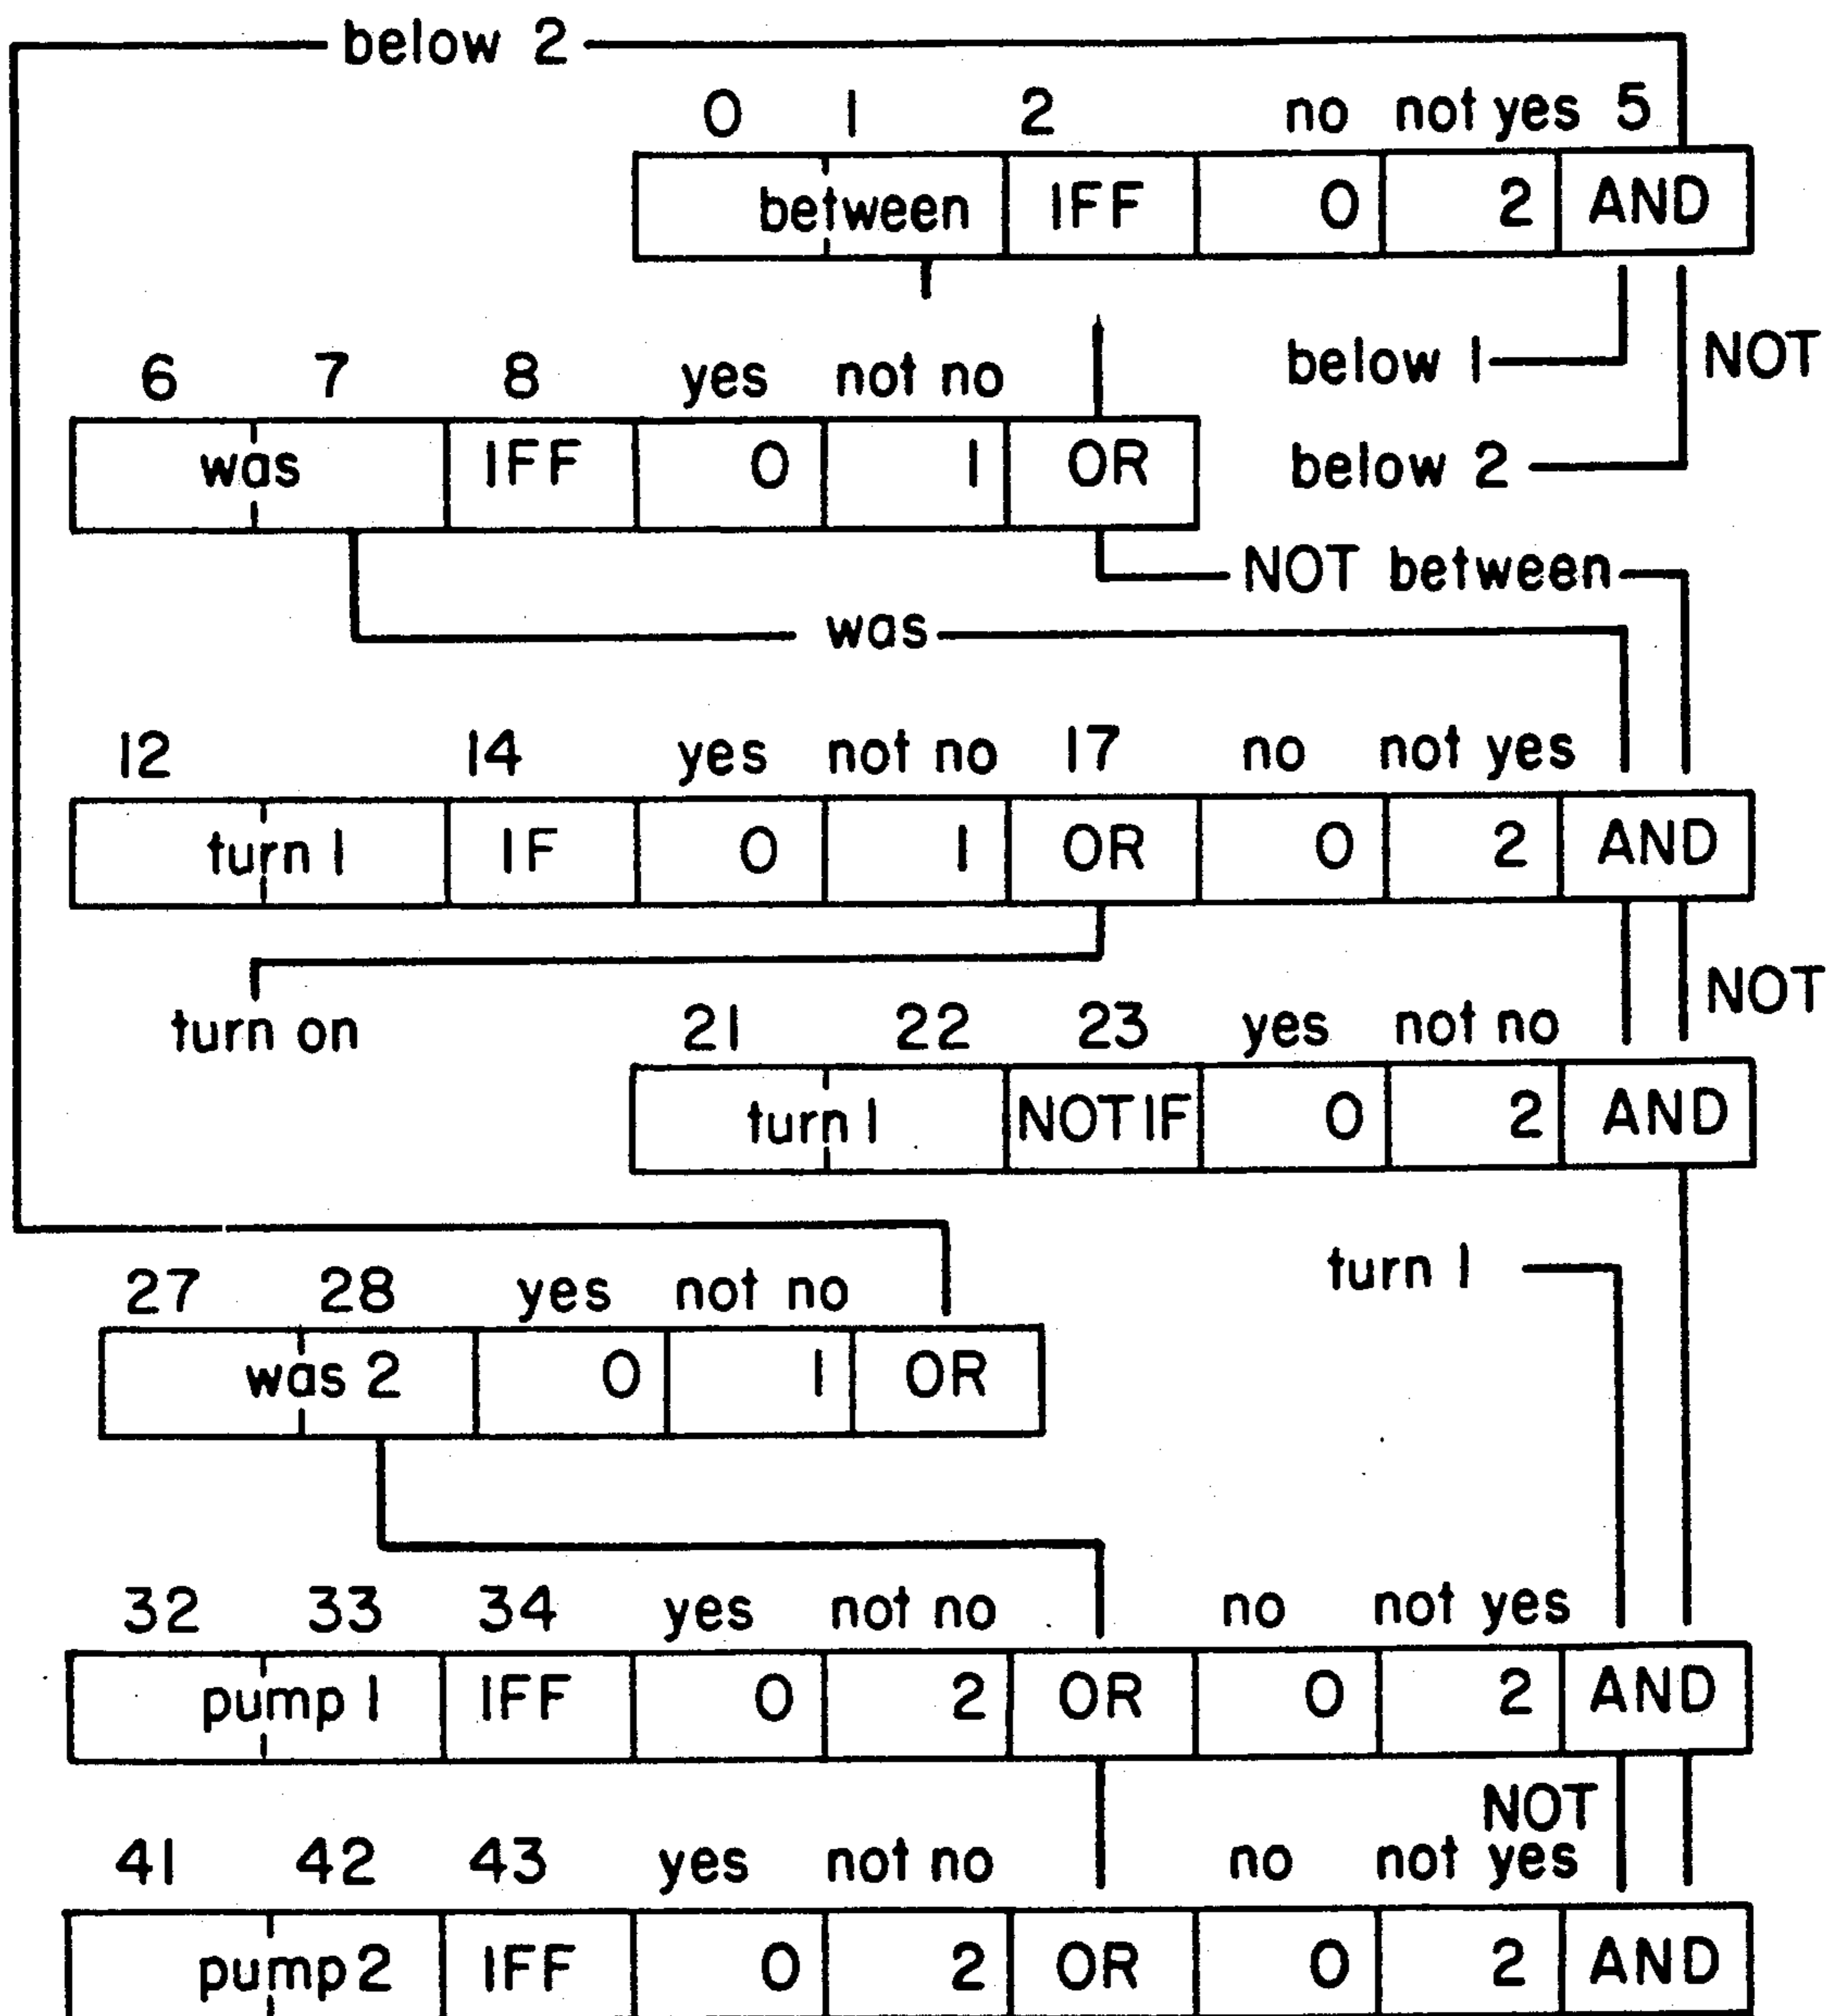 below 2
0 1 2 no not yes 5
between IFF 0 2 AND
below 1 NOT
6 7 8 yes not no
was IFF 0 1 OR
below 2
NOT between
was
12 14 yes not no 17 no not yes
turn 1 IF 0 1 OR 0 2 AND
NOT
turn on
21 22 23 yes not no
turn 1 NOTIF 0 2 AND
turn 1
27 28 yes not no
was 2 0 1 OR
32 33 34 yes not no no not yes
pump 1 IFF 0 2 OR 0 2 AND
NOT
41 42 43 yes not no no not yes
pump 2 IFF 0 2 OR 0 2 AND